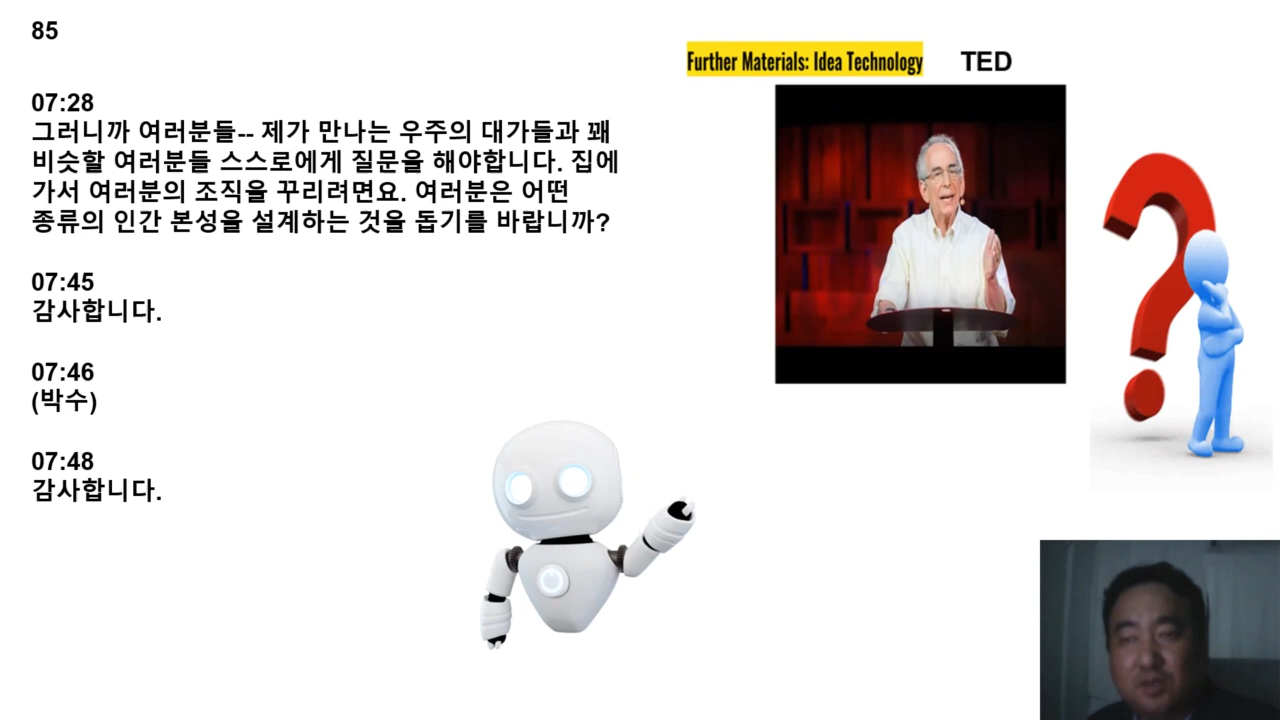 85
07:28
그러니까 여러분들-- 제가 만나는 우주의 대가들과 꽤
비슷할 여러분들 스스로에게 질문을 해야합니다. 집에
가서 여러분의 조직을 꾸리려면요. 여러분은 어떤
종류의 인간 본성을 설계하는 것을 돕기를 바랍니까?
07:45
감사합니다.
07:46
(박수)
07:48
감사합니다.
Further Materials: Idea Technology
TED